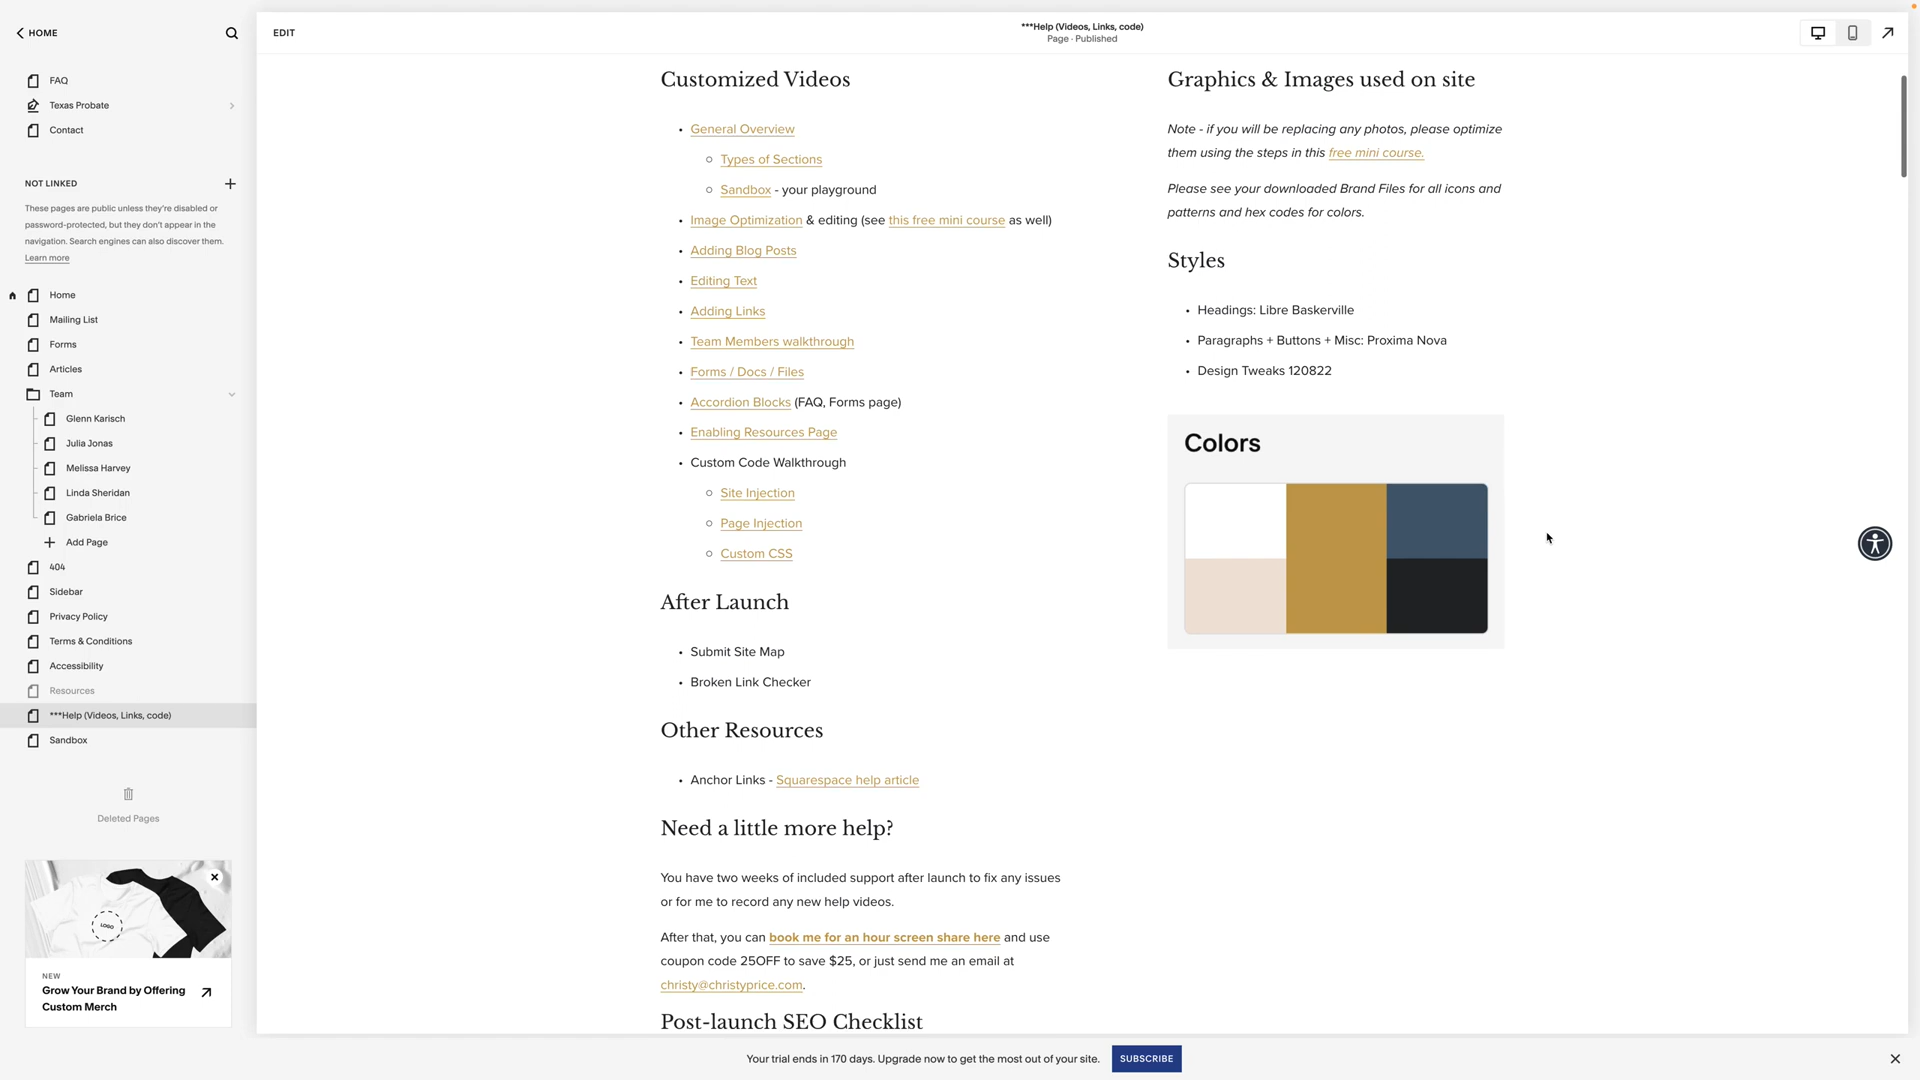 HOME
FAQ
Texas Probate
Contact
NOT LINKED
These pages are public unless they're disabled or
password-protected, but they don't appear in the
navigation. Search engines can also discover them.
Learn more
Home
Mailing List
Forms
Articles
Team
Glenn Karisch
Julia Jonas
Melissa Harvey
Linda Sheridan
Gabriela Brice
Add Page
404
Sidebar
Privacy Policy
Terms & Conditions
Accessibility
Resources
***Help (Videos, Links, code)
Sandbox
Deleted Pages
LOGO
NEW
Grow Your Brand by Offering
Custom Merch
EDIT
***Help (Videos, Links, code)
Page · Published
Customized Videos
• General Overview
Types of Sections
Sandbox - your playground
• Image Optimization & editing (see this free mini course as well)
• Adding Blog Posts
• Editing Text
• Adding Links
• Team Members walkthrough
• Forms / Docs / Files
• Accordion Blocks (FAQ, Forms page)
• Enabling Resources Page
• Custom Code Walkthrough
Site Injection
Page Injection
Custom CSS
After Launch
• Submit Site Map
• Broken Link Checker
Other Resources
• Anchor Links - Squarespace help article
Need a little more help?
You have two weeks of included support after launch to fix any issues
or for me to record any new help videos.
After that, you can book me for an hour screen share here and use
coupon code 25OFF to save $25, or just send me an email at
christy@christyprice.com.
Post-launch SEO Checklist
Graphics & Images used on site
Note - if you will be replacing any photos, please optimize
them using the steps in this free mini course.
Please see your downloaded Brand Files for all icons and
patterns and hex codes for colors.
Styles
• Headings: Libre Baskerville
• Paragraphs + Buttons + Misc: Proxima Nova
• Design Tweaks 120822
Colors
Your trial ends in 170 days. Upgrade now to get the most out of your site.
SUBSCRIBE